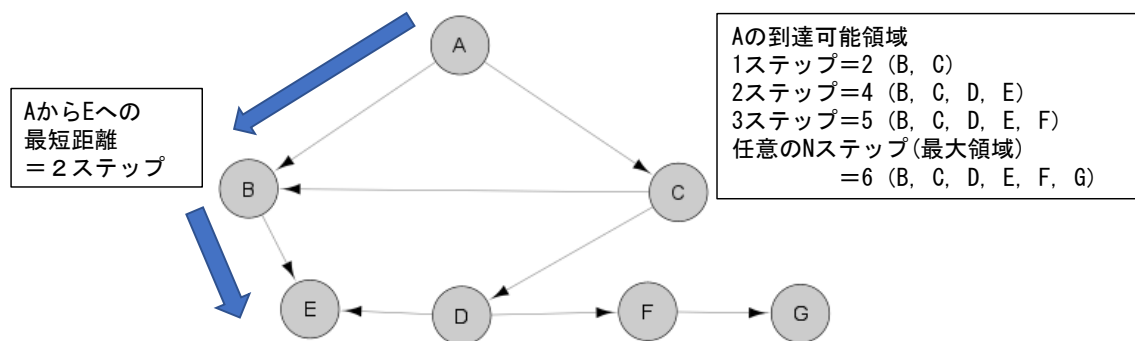 AからEへの
最短距離
＝２ステップ
A
B
C
E
D
F
G
Aの到達可能領域
1ステップ＝2 (B, C)
2ステップ＝4 (B, C, D, E)
3ステップ＝5 (B, C, D, E, F)
任意のNステップ(最大領域)
＝6 (B, C, D, E, F, G)